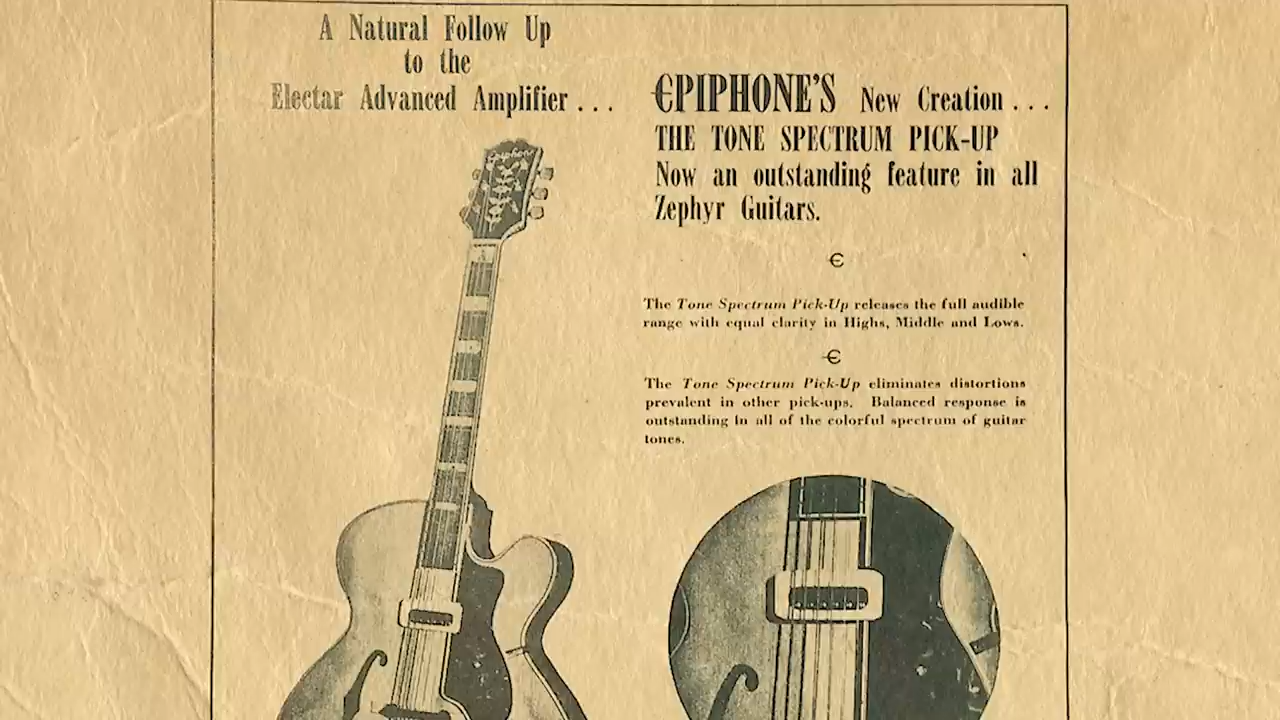 A Natural Follow Up
to the
Electar Advanced Amplifier . . .
Epiphone
EPIPHONE'S New Creation . . .
THE TONE SPECTRUM PICK-UP
Now an outstanding feature in all
Zephyr Guitars.
Є
The Tone Spectrum Pick-Up releases the full audible
range with equal clarity in Highs, Middle and Lows.
Є
The Tone Spectrum Pick-Up eliminates distortions
prevalent in other pick-ups. Balanced response is
outstanding in all of the colorful spectrum of guitar
tones.